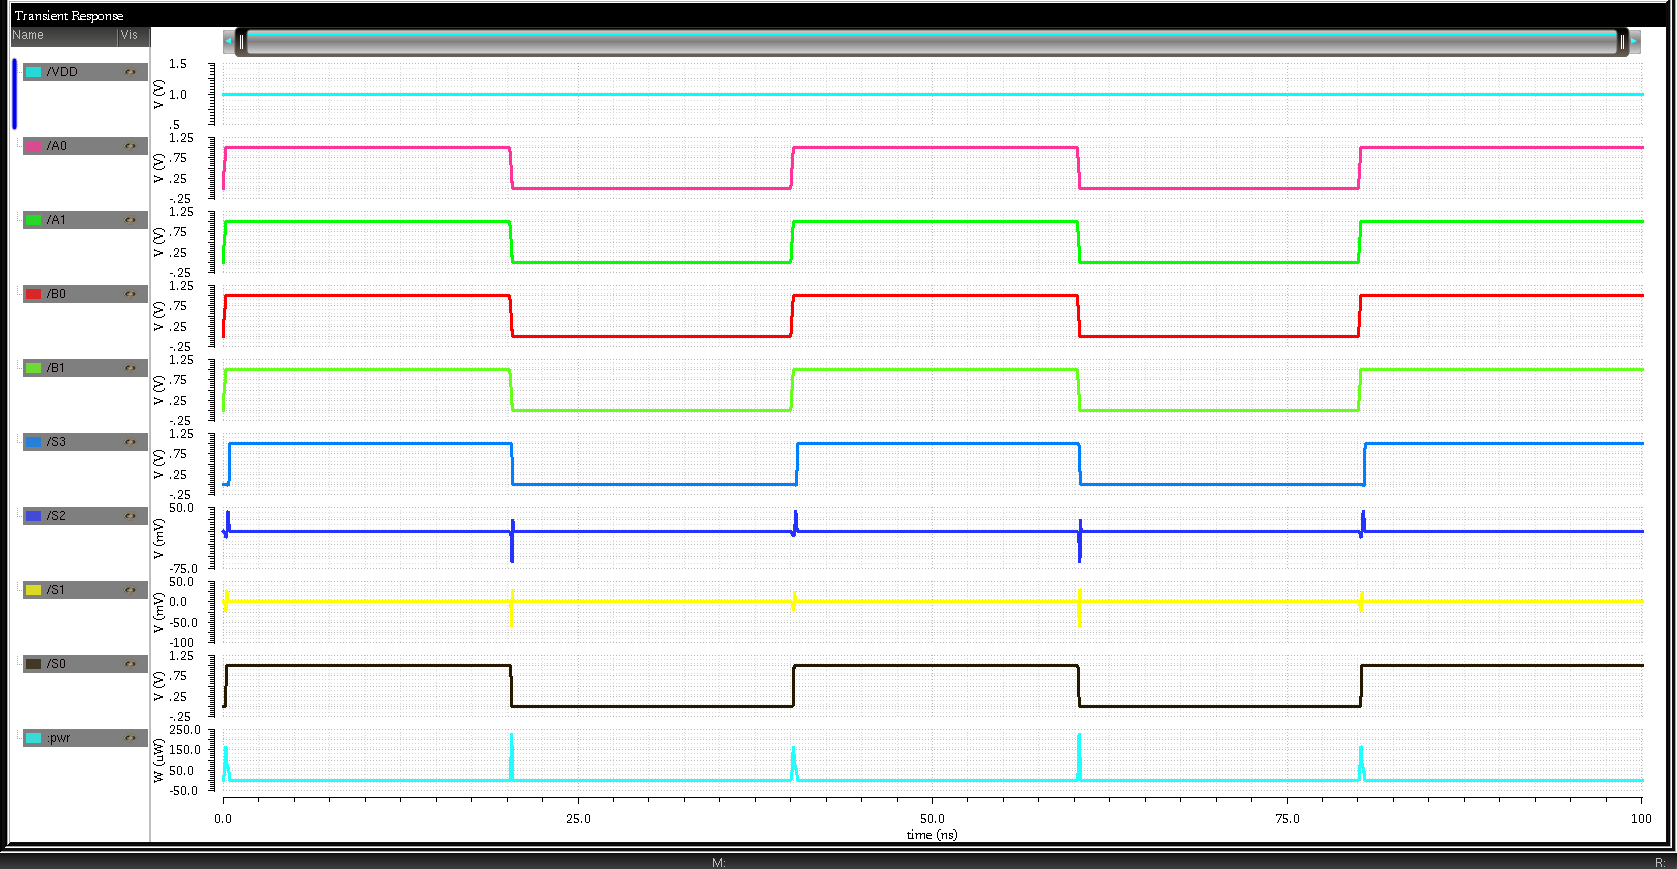 Transient Response
Name Vis
/VDD
V (V)
1.5
1.0
.5
/A0
V (V)
1.25
.75
.25
-.25
/A1
V (V)
1.25
.75
.25
-.25
/B0
V (V)
1.25
.75
.25
-.25
/B1
V (V)
1.25
.75
.25
-.25
/S3
V (V)
1.25
.75
.25
-.25
/S2
V (mV)
50.0
-75.0
/S1
V (mV)
50.0
0.0
-50.0
-100
/S0
V (V)
1.25
.75
.25
-.25
:pwr
W (uW)
250.0
150.0
50.0
-50.0
0.0 25.0 50.0 75.0 100
time (ns)
M: R: